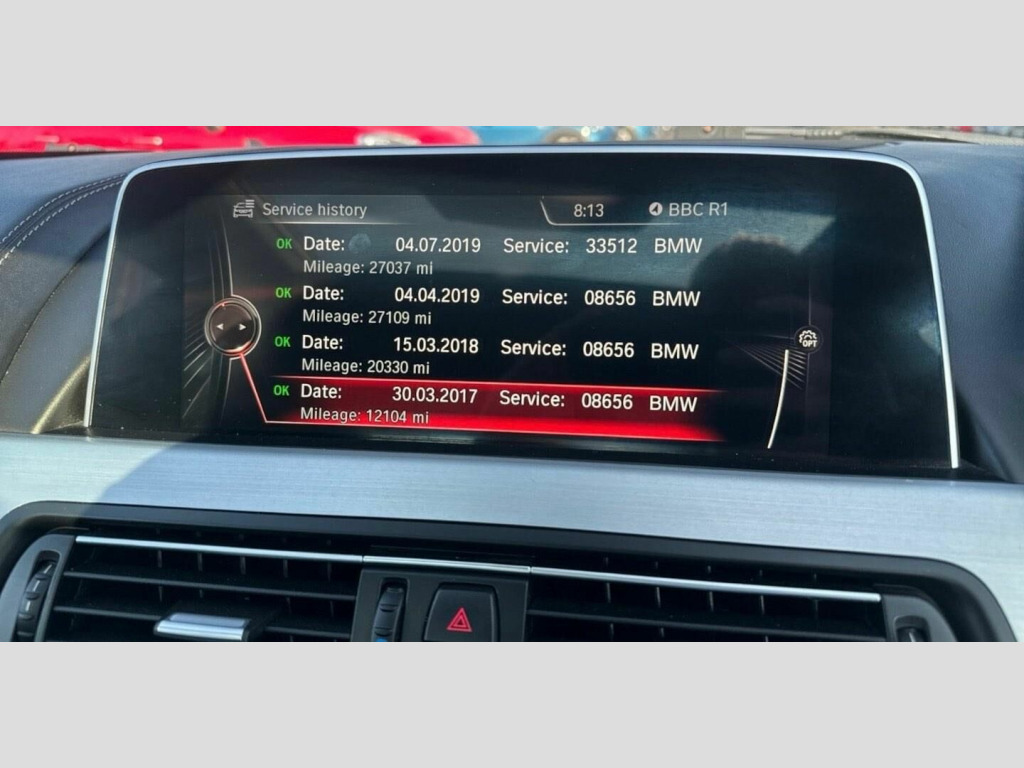 Service history 8:13 BBC R1
OK Date: 04.07.2019 Service: 33512 BMW
Mileage: 27037 mi
OK Date: 04.04.2019 Service: 08656 BMW
Mileage: 27109 mi
OK Date: 15.03.2018 Service: 08656 BMW
Mileage: 20330 mi
OPT
OK Date: 30.03.2017 Service: 08656 BMW
Mileage: 12104 mi